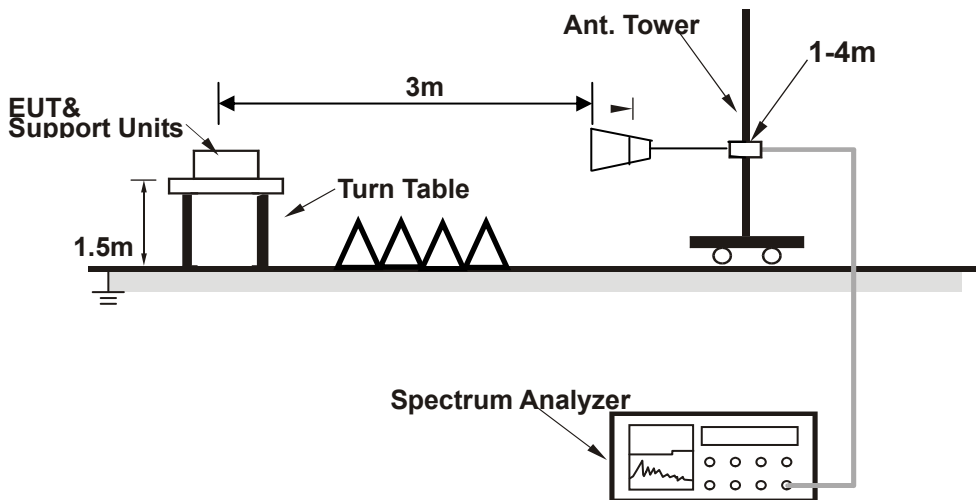 Ant. Tower
1-4m
3m
EUT&
Support Units
Turn Table
1.5m
Spectrum Analyzer